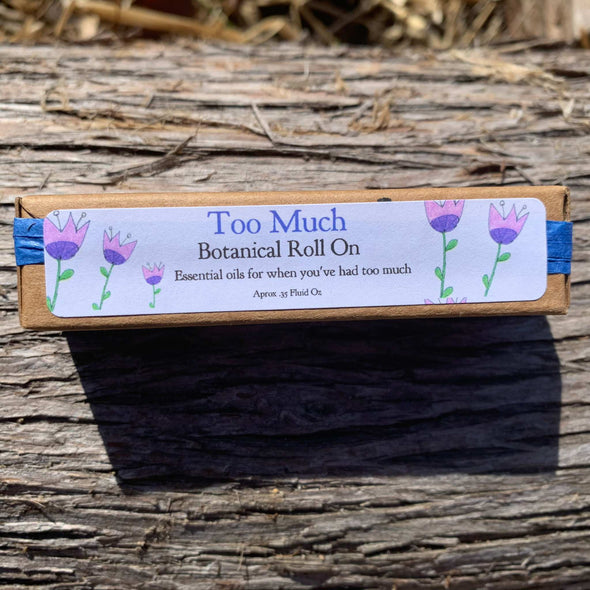 Too Much
Botanical Roll On
Essential oils for when you've had too much
Aprox .35 Fluid Oz